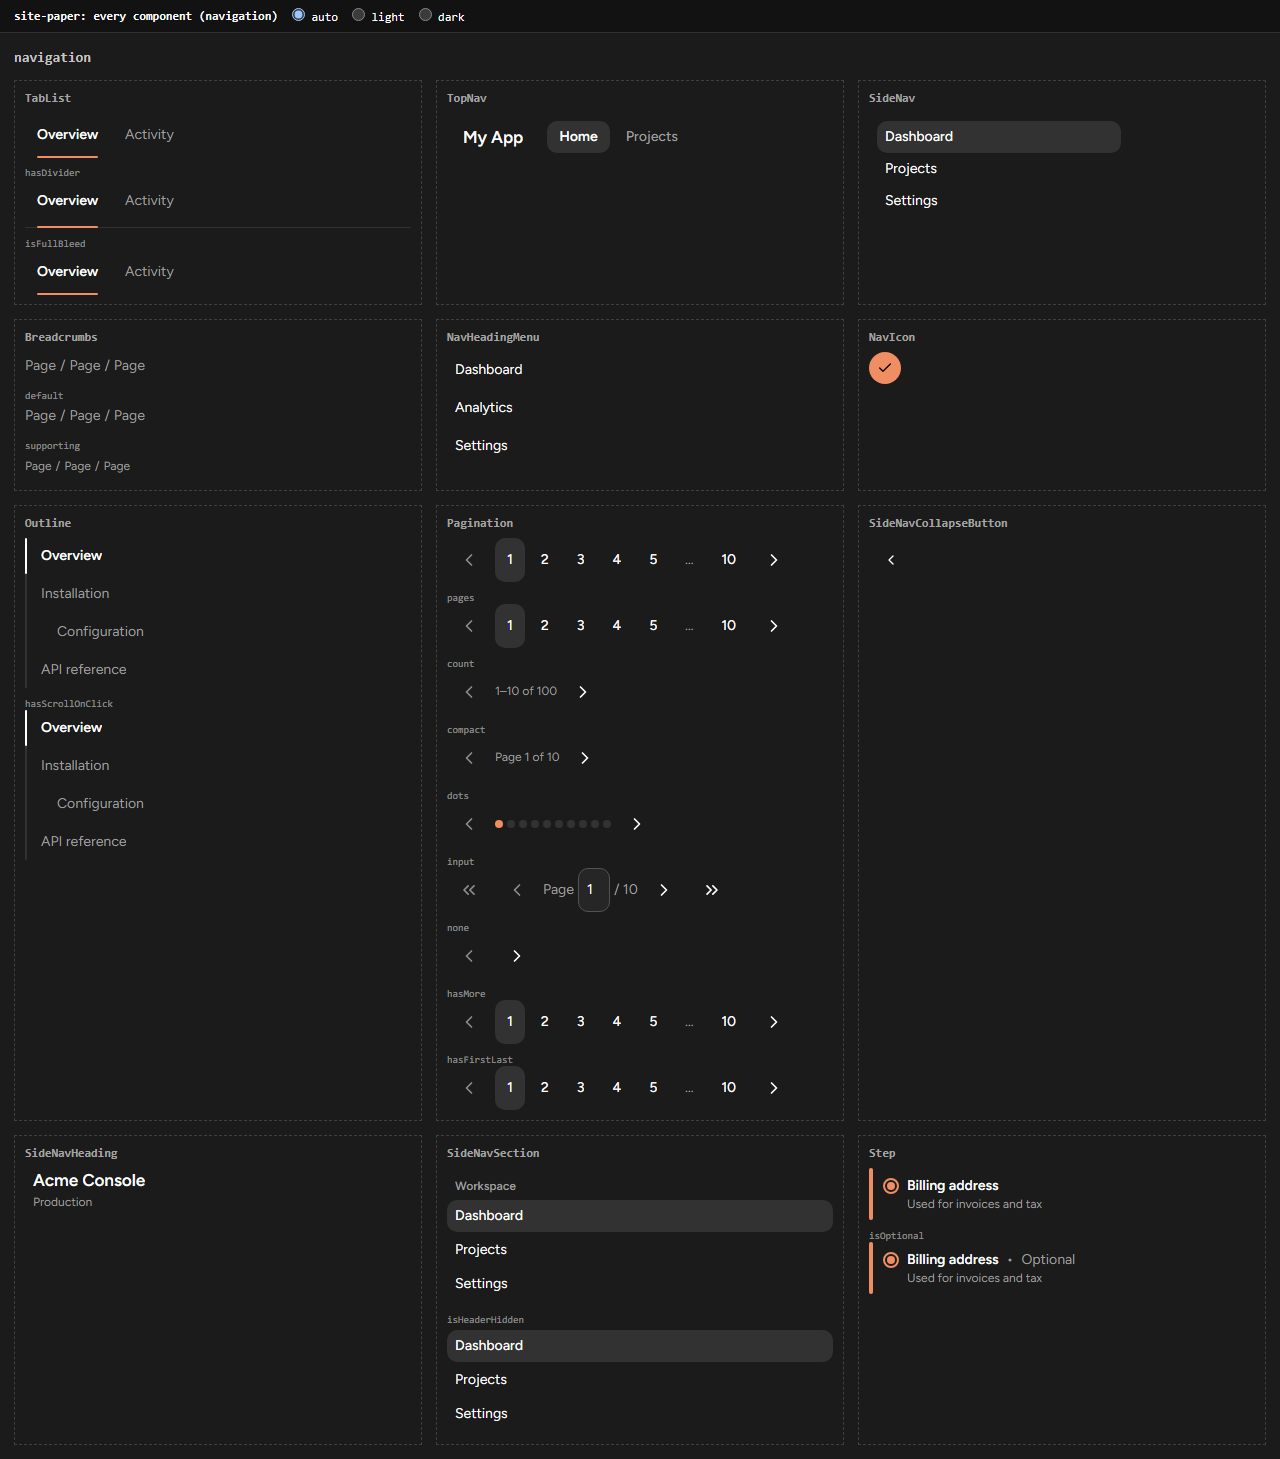 site-paper: every component (navigation) auto light dark
navigation
TabList
Overview Activity
hasDivider
Overview Activity
isFullBleed
Overview Activity
TopNav
My App Home Projects
SideNav
Dashboard
Projects
Settings
Breadcrumbs
Page / Page / Page
default
Page / Page / Page
supporting
Page / Page / Page
NavHeadingMenu
Dashboard
Analytics
Settings
NavIcon
Outline
Overview
Installation
Configuration
API reference
hasScrollOnClick
Overview
Installation
Configuration
API reference
Pagination
1 2 3 4 5 ... 10
pages
1 2 3 4 5 ... 10
count
1–10 of 100
compact
Page 1 of 10
dots
input
Page 1 / 10
none
hasMore
1 2 3 4 5 ... 10
hasFirstLast
1 2 3 4 5 ... 10
SideNavCollapseButton
SideNavHeading
Acme Console
Production
SideNavSection
Workspace
Dashboard
Projects
Settings
isHeaderHidden
Dashboard
Projects
Settings
Step
Billing address
Used for invoices and tax
isOptional
Billing address • Optional
Used for invoices and tax